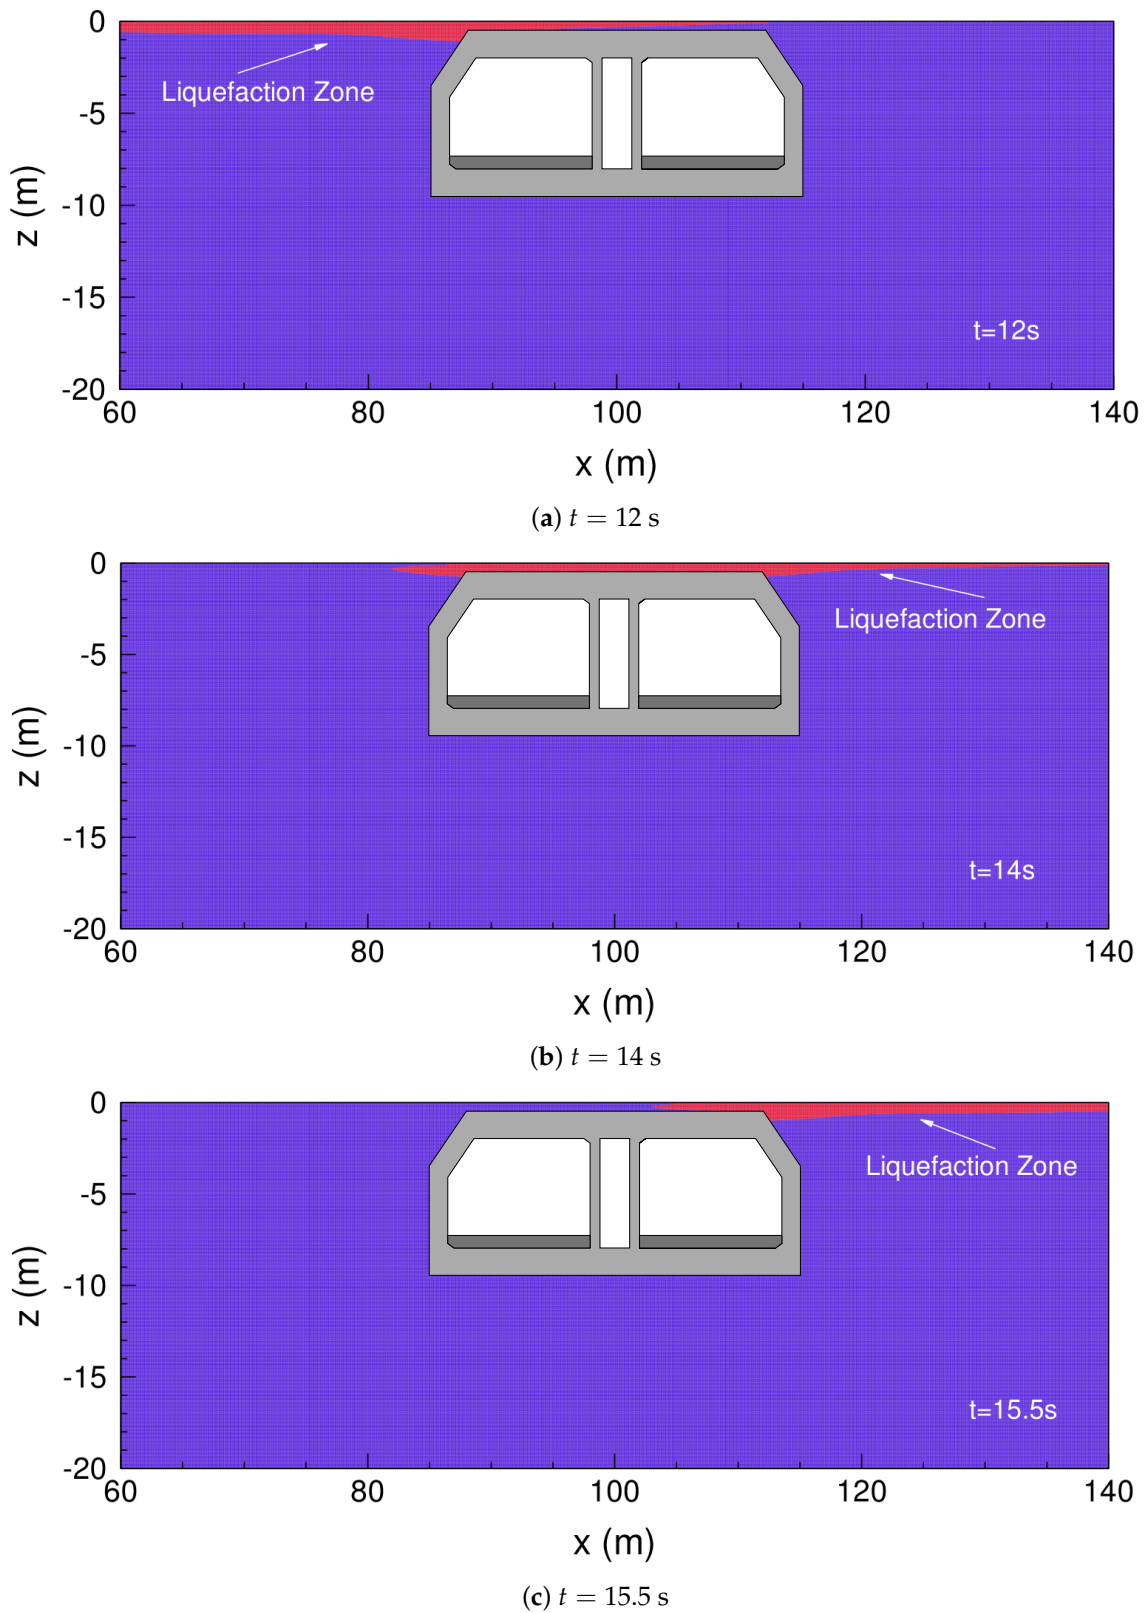 0
-5
-10
-15
-20
z (m)
Liquefaction Zone
t=12s
60 80 100 120 140
x (m)
(a) t = 12 s
0
-5
-10
-15
-20
z (m)
Liquefaction Zone
t=14s
60 80 100 120 140
x (m)
(b) t = 14 s
0
-5
-10
-15
-20
z (m)
Liquefaction Zone
t=15.5s
60 80 100 120 140
x (m)
(c) t = 15.5 s